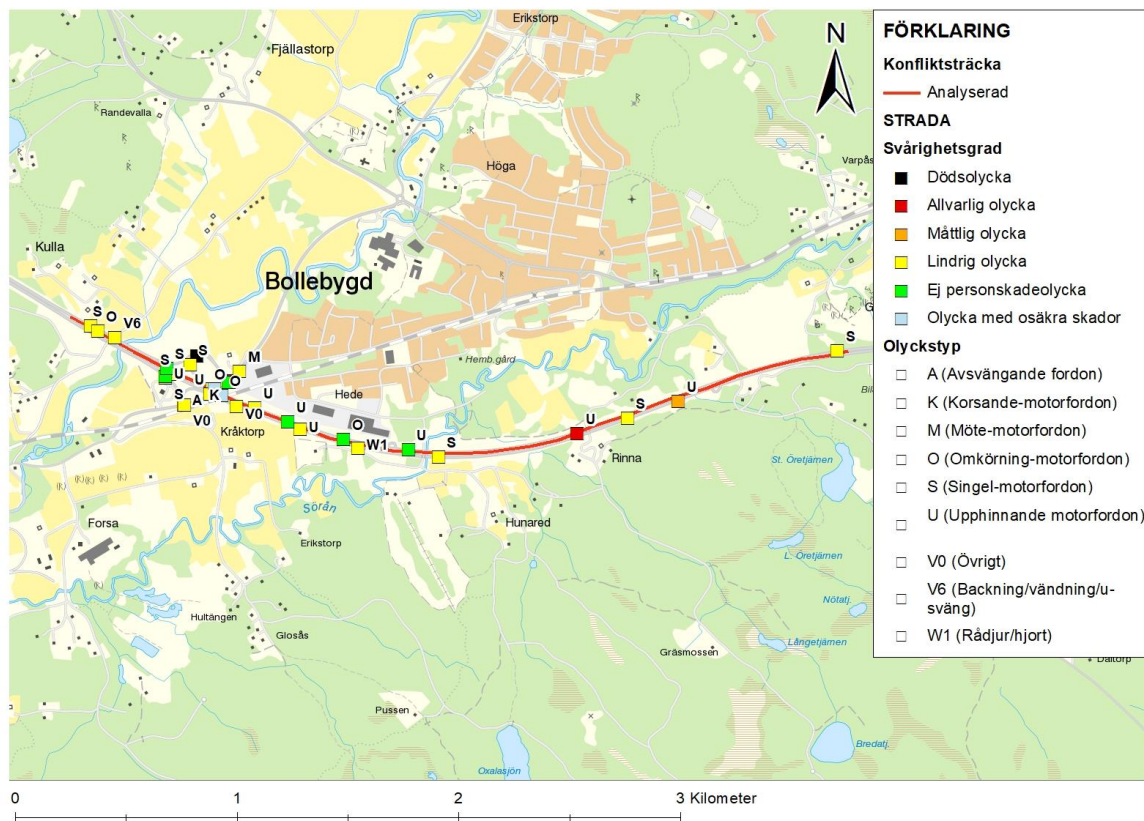 Erikstorp
Fjällastorp
Randevalla
Höga
Varpås
Kulla
Bollebygd
S
O
V6
S
S
S
M
O
U
U
O
Hemb.gård
S
A
K
U
V0
V0
Kråktorp
Hede
U
U
O
W1
U
S
U
S
U
S
Rinna
St. Öretjärnen
Sörån
Forsa
Erikstorp
Hunared
L. Öretjärnen
Hultängen
Nötatj.
Glosås
Gräsmossen
Långetjärnen
Daltorp
Pussen
Bredatj.
Oxalasjön
N
FÖRKLARING
Konfliktsträcka
Analyserad
STRADA
Svårighetsgrad
Dödsolycka
Allvarlig olycka
Måttlig olycka
Lindrig olycka
Ej personskadeolycka
Olycka med osäkra skador
Olyckstyp
A (Avsvängande fordon)
K (Korsande-motorfordon)
M (Möte-motorfordon)
O (Omkörning-motorfordon)
S (Singel-motorfordon)
U (Upphinnande motorfordon)
V0 (Övrigt)
V6 (Backning/vändning/u-
sväng)
W1 (Rådjur/hjort)
0 1 2 3 Kilometer